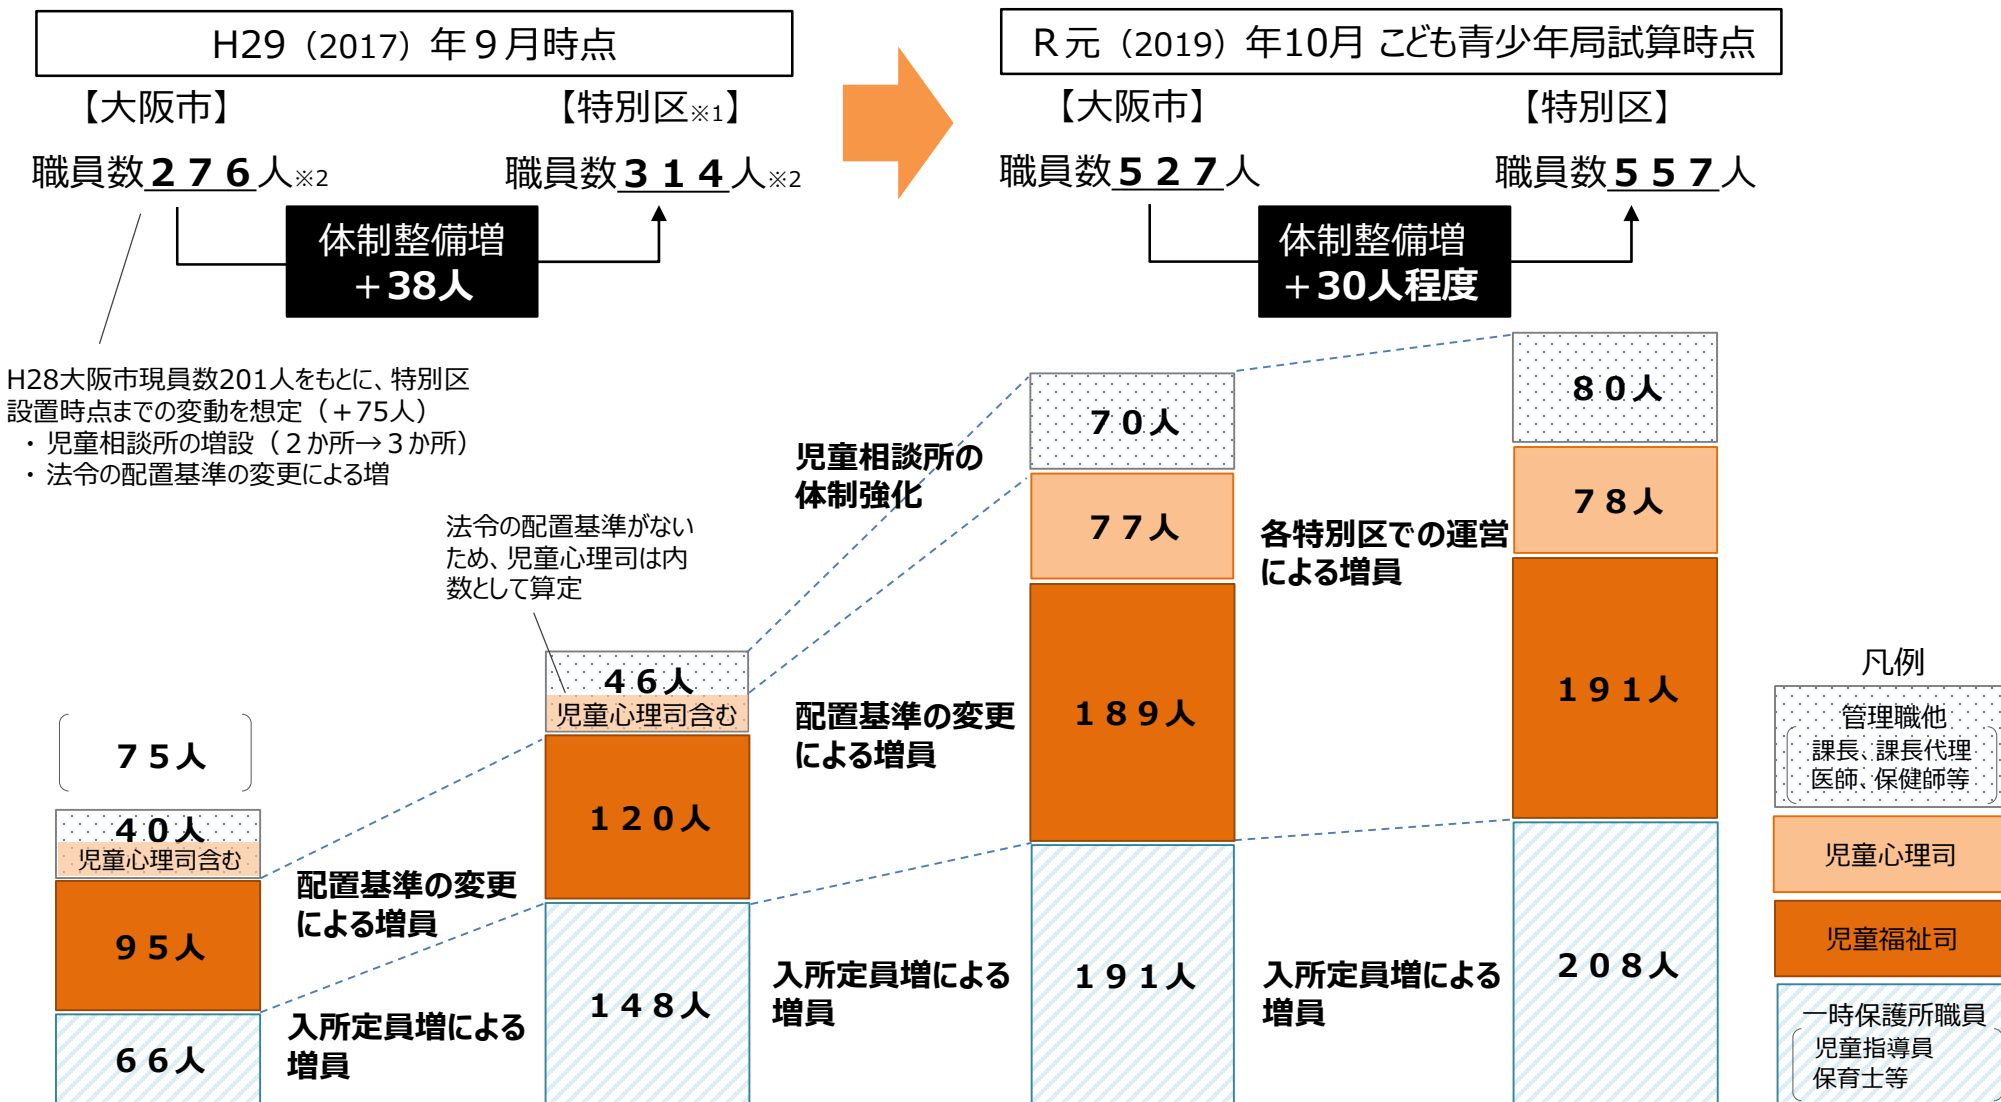 H29（2017）年９月時点
【大阪市】
【特別区※1】
職員数２７６人※2
職員数３１４人※2
体制整備増
＋38人
R元（2019）年10月 こども青少年局試算時点
【大阪市】
【特別区】
職員数５２７人
職員数５５７人
体制整備増
＋30人程度
H28大阪市現員数201人をもとに、特別区
設置時点までの変動を想定（＋75人）
・児童相談所の増設（２か所→３か所）
・法令の配置基準の変更による増
法令の配置基準がない
ため、児童心理司は内
数として算定
７５人
４０人
児童心理司含む
９５人
６６人
配置基準の変更
による増員
入所定員増による
増員
４６人
児童心理司含む
１２０人
１４８人
児童相談所の
体制強化
配置基準の変更
による増員
入所定員増による
増員
７０人
７７人
１８９人
１９１人
各特別区での運営
による増員
入所定員増による
増員
８０人
７８人
１９１人
２０８人
凡例
管理職他
課長、課長代理
医師、保健師等
児童心理司
児童福祉司
一時保護所職員
児童指導員
保育士等